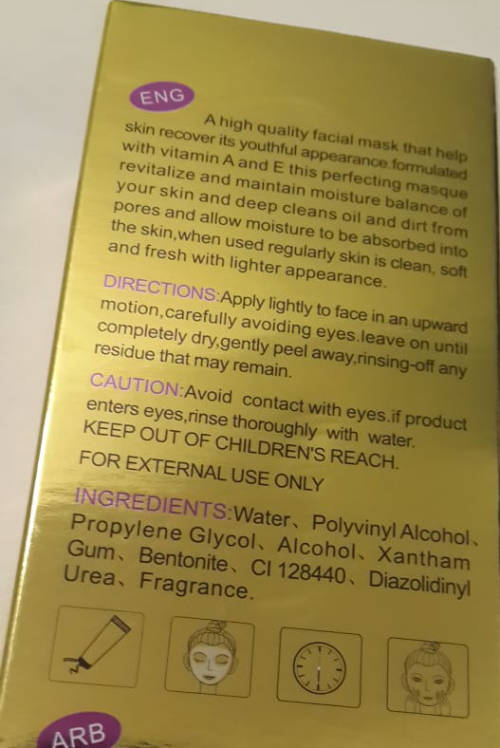 ENG
A high quality facial mask that help
skin recover its youthful appearance.formulated
with vitamin A and E this perfecting masque
revitalize and maintain moisture balance of
your skin and deep cleans oil and dirt from
pores and allow moisture to be absorbed into
the skin,when used regularly skin is clean, soft
and fresh with lighter appearance.
DIRECTIONS:Apply lightly to face in an upward
motion,carefully avoiding eyes.leave on until
completely dry,gently peel away,rinsing-off any
residue that may remain.
CAUTION:Avoid contact with eyes.if product
enters eyes,rinse thoroughly with water.
KEEP OUT OF CHILDREN'S REACH.
FOR EXTERNAL USE ONLY
INGREDIENTS:Water、Polyvinyl Alcohol、
Propylene Glycol、Alcohol、Xantham
Gum、Bentonite、CI 128440、Diazolidinyl
Urea、Fragrance.
ARB